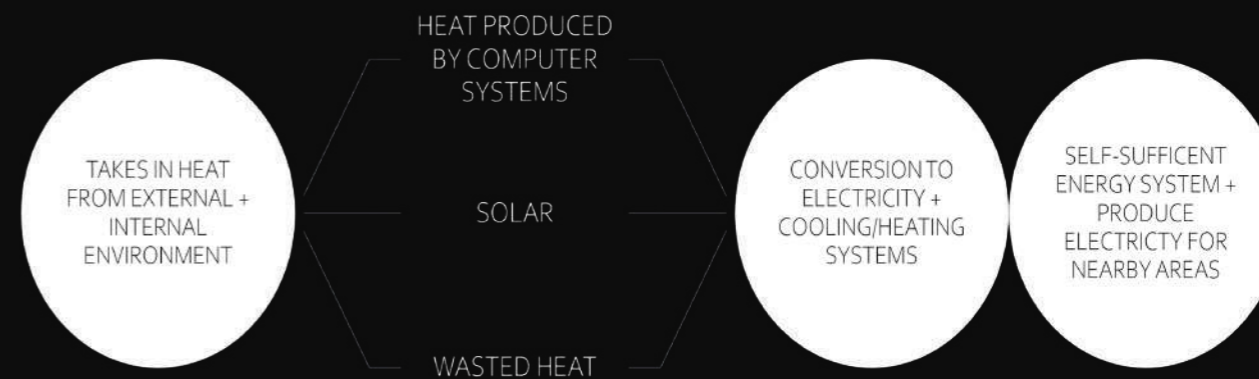 TAKES IN HEAT
FROM EXTERNAL +
INTERNAL
ENVIRONMENT
HEAT PRODUCED
BY COMPUTER
SYSTEMS
SOLAR
WASTED HEAT
CONVERSION TO
ELECTRICITY +
COOLING/HEATING
SYSTEMS
SELF-SUFFICENT
ENERGY SYSTEM +
PRODUCE
ELECTRICTY FOR
NEARBY AREAS